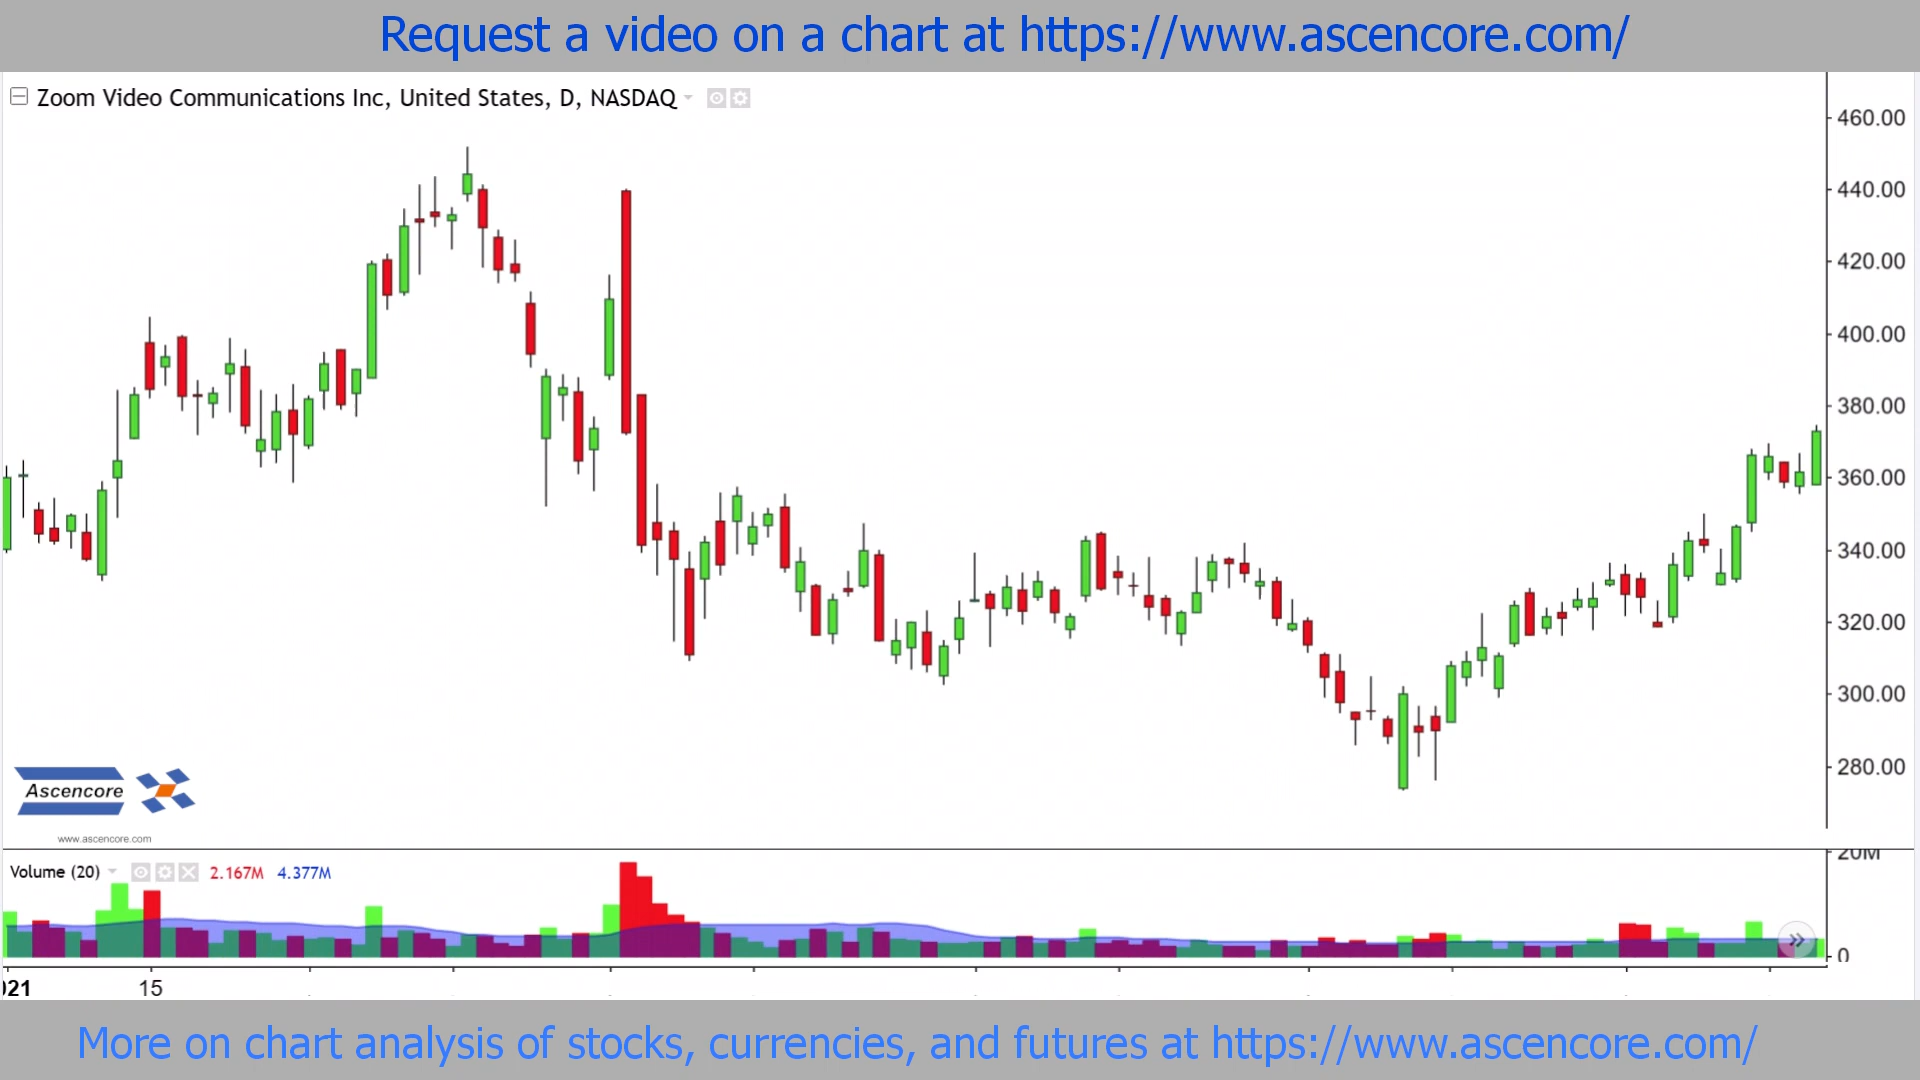 Request a video on a chart at https://www.ascencore.com/
Zoom Video Communications Inc, United States, D, NASDAQ
460.00
440.00
420.00
400.00
380.00
360.00
340.00
320.00
300.00
280.00
Ascencore
www.ascencore.com
Volume (20) 2.167M 4.377M
20M
0
021 15
More on chart analysis of stocks, currencies, and futures at https://www.ascencore.com/